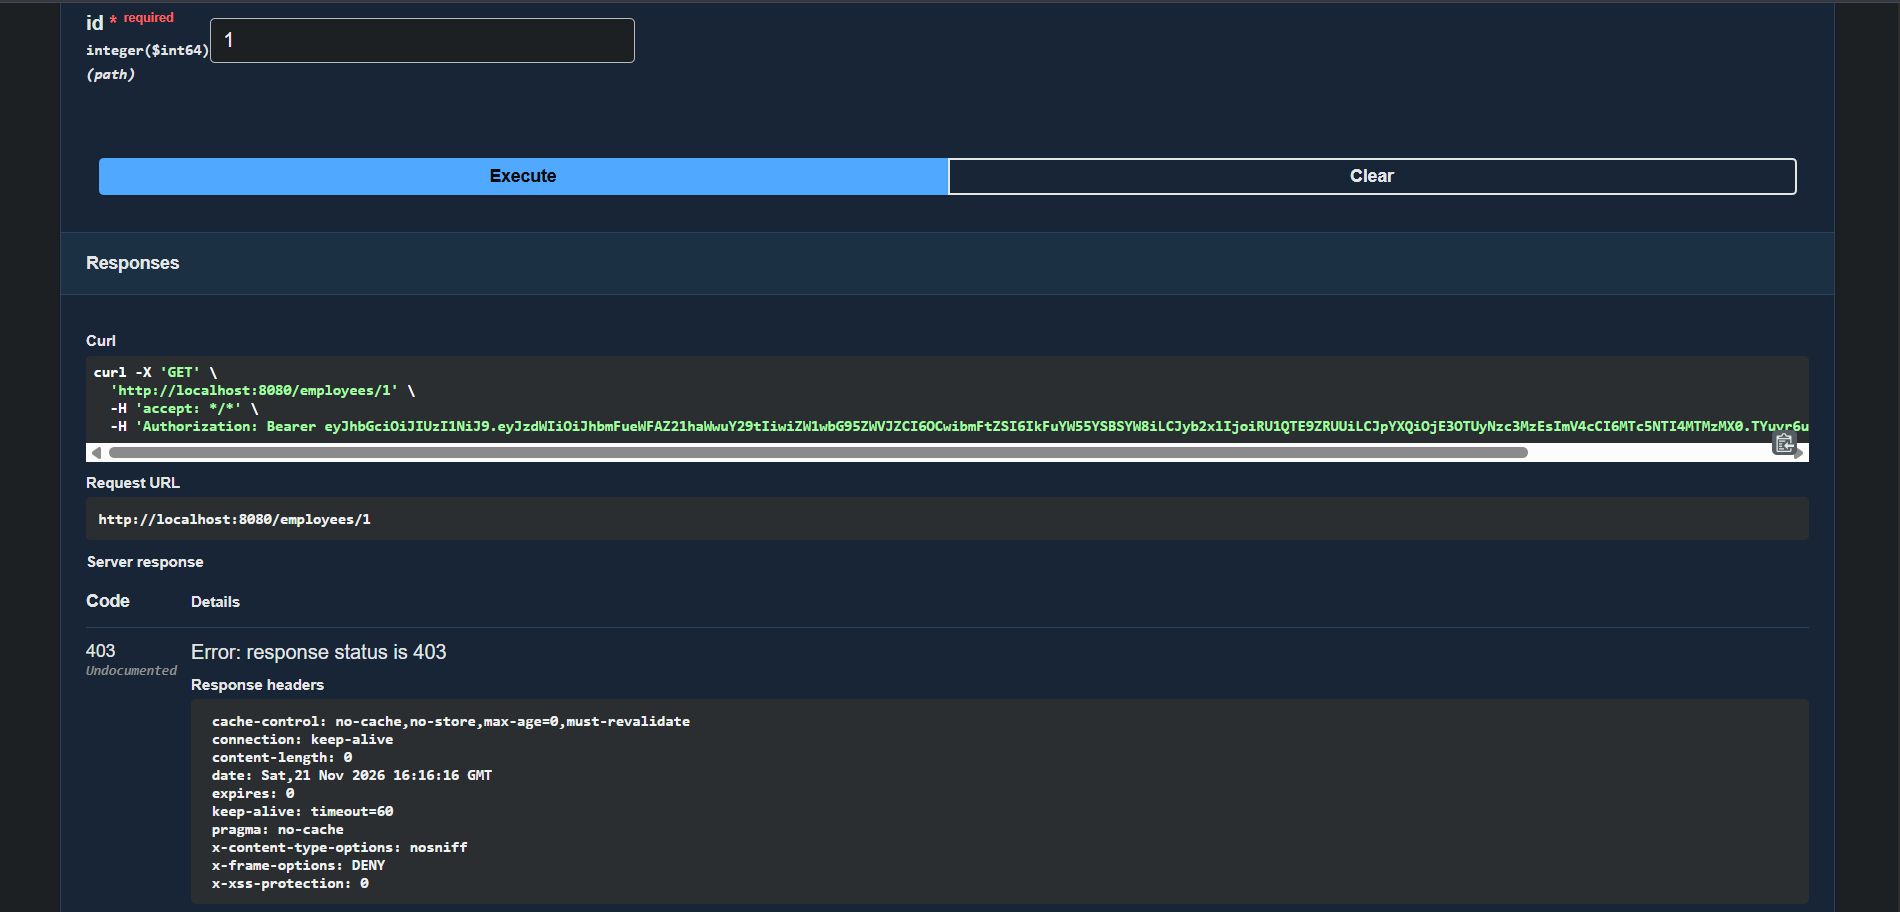 id * required
integer($int64)
(path)
1
Execute
Clear
Responses
Curl
curl -X 'GET' \
'http://localhost:8080/employees/1' \
-H 'accept: */*' \
-H 'Authorization: Bearer eyJhbGciOiJIUzI1NiJ9.eyJzdWIiOiJhbmFueWFAZ21haWwuY29tIiwiZW1wbG95ZWVJZCI6OCwibmFtZSI6IkFuYW55YSBSYW8iLCJyb2xlIjoiRU1QTE9ZRUUiLCJpYXQiOjE3OTUyNzc3MzEsImV4cCI6MTc5NTI4MTMzMX0.TYuvr6u
Request URL
http://localhost:8080/employees/1
Server response
Code
Details
403
Undocumented
Error: response status is 403
Response headers
cache-control: no-cache,no-store,max-age=0,must-revalidate
connection: keep-alive
content-length: 0
date: Sat,21 Nov 2026 16:16:16 GMT
expires: 0
keep-alive: timeout=60
pragma: no-cache
x-content-type-options: nosniff
x-frame-options: DENY
x-xss-protection: 0